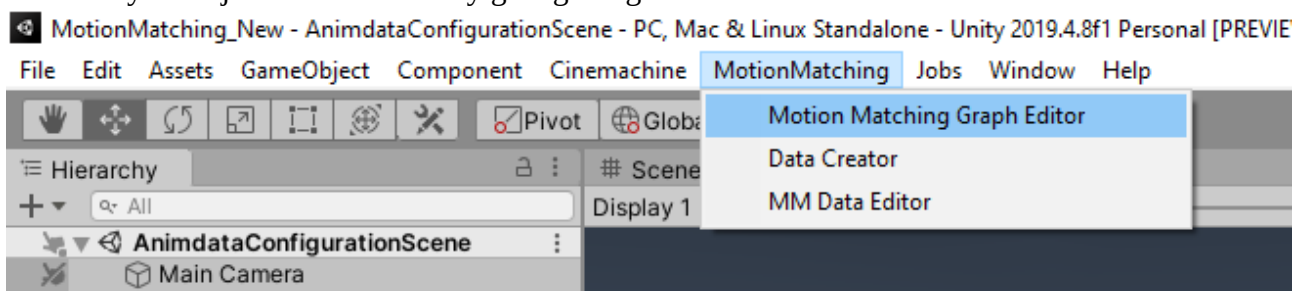 MotionMatching_New - AnimdataConfigurationScene - PC, Mac & Linux Standalone - Unity 2019.4.8f1 Personal [PREVIE
File Edit Assets GameObject Component Cinemachine MotionMatching Jobs Window Help
Pivot Globa
Motion Matching Graph Editor
Data Creator
MM Data Editor
Hierarchy
Scene
All
Display 1
AnimdataConfigurationScene
Main Camera